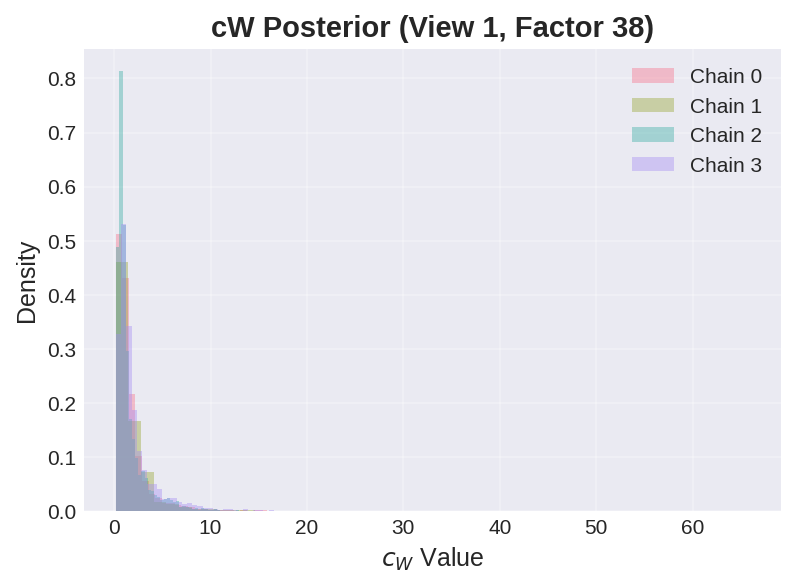 cW Posterior (View 1, Factor 38)
Chain 0
Chain 1
Chain 2
Chain 3
Density
0.8
0.7
0.6
0.5
0.4
0.3
0.2
0.1
0.0
0 10 20 30 40 50 60
c_W Value